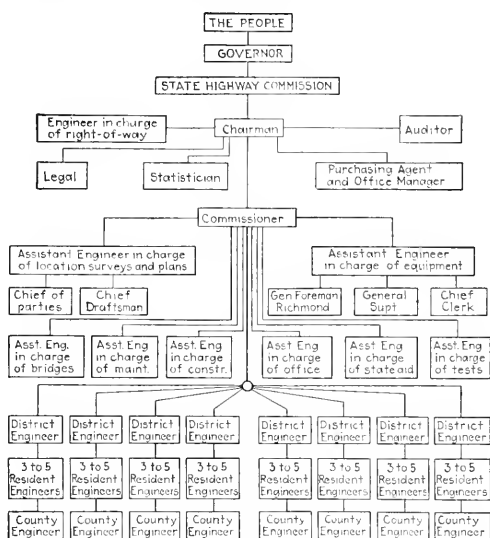 THE PEOPLE
GOVERNOR
STATE HIGHWAY COMMISSION
Engineer in charge
of right-of-way
Chairman
Auditor
Legal
Statistician
Purchasing Agent
and Office Manager
Commissioner
Assistant Engineer in charge
of location surveys and plans
Assistant Engineer
in charge of equipment
Chief of
parties
Chief
Draftsman
Gen Foreman
Richmond
General
Supt
Chief
Clerk
Asst. Eng.
in charge
of bridges
Asst. Eng.
in charge
of maint.
Asst. Eng.
in charge
of constr.
Asst Eng
in charge
of office
Asst Eng
in charge
of state aid
Asst. Eng.
in charge
of tests
District
Engineer
District
Engineer
District
Engineer
District
Engineer
District
Engineer
District
Engineer
District
Engineer
District
Engineer
3 to 5
Resident
Engineers
3 to 5
Resident
Engineers
3 to 5
Resident
Engineers
3 to 5
Resident
Engineers
3 to 5
Resident
Engineers
3 to 5
Resident
Engineers
3 to 5
Resident
Engineers
3 to 5
Resident
Engineers
County
Engineer
County
Engineer
County
Engineer
County
Engineer
County
Engineer
County
Engineer
County
Engineer
County
Engineer